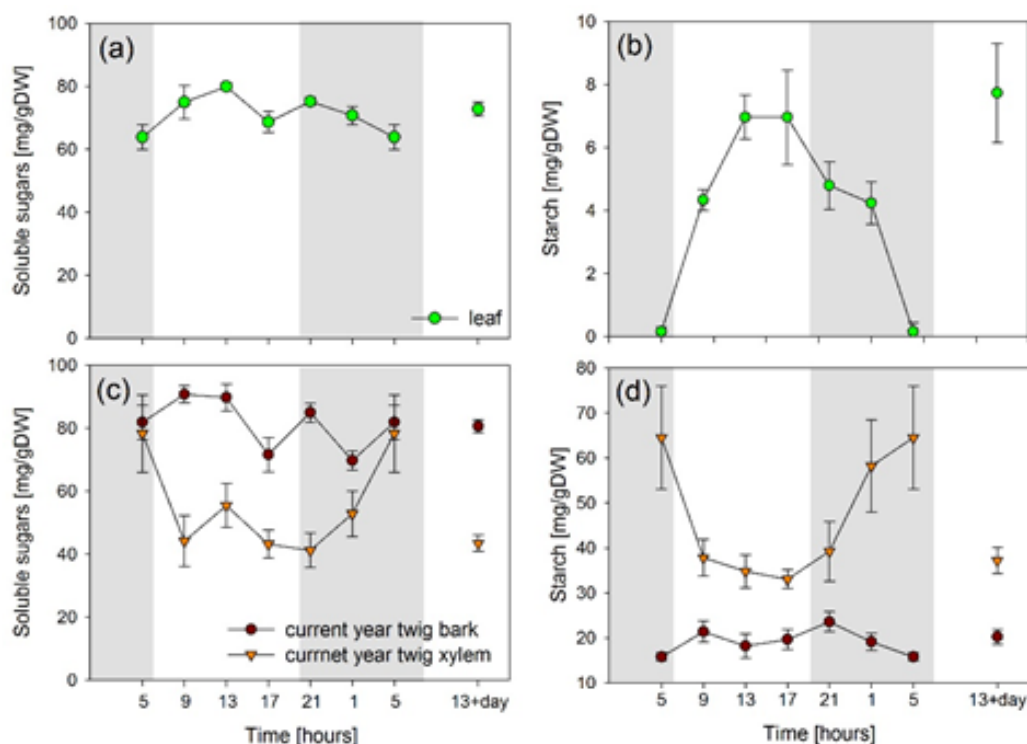 (a)
Soluble sugars [mg/gDW]
100
80
60
40
20
0
leaf
(b)
Starch [mg/gDW]
10
8
6
4
2
0
(c)
Soluble sugars [mg/gDW]
100
80
60
40
20
0
current year twig bark
currnet year twig xylem
5 9 13 17 21 1 5 13+day
Time [hours]
(d)
Starch [mg/gDW]
80
70
60
50
40
30
20
10
5 9 13 17 21 1 5 13+day
Time [hours]